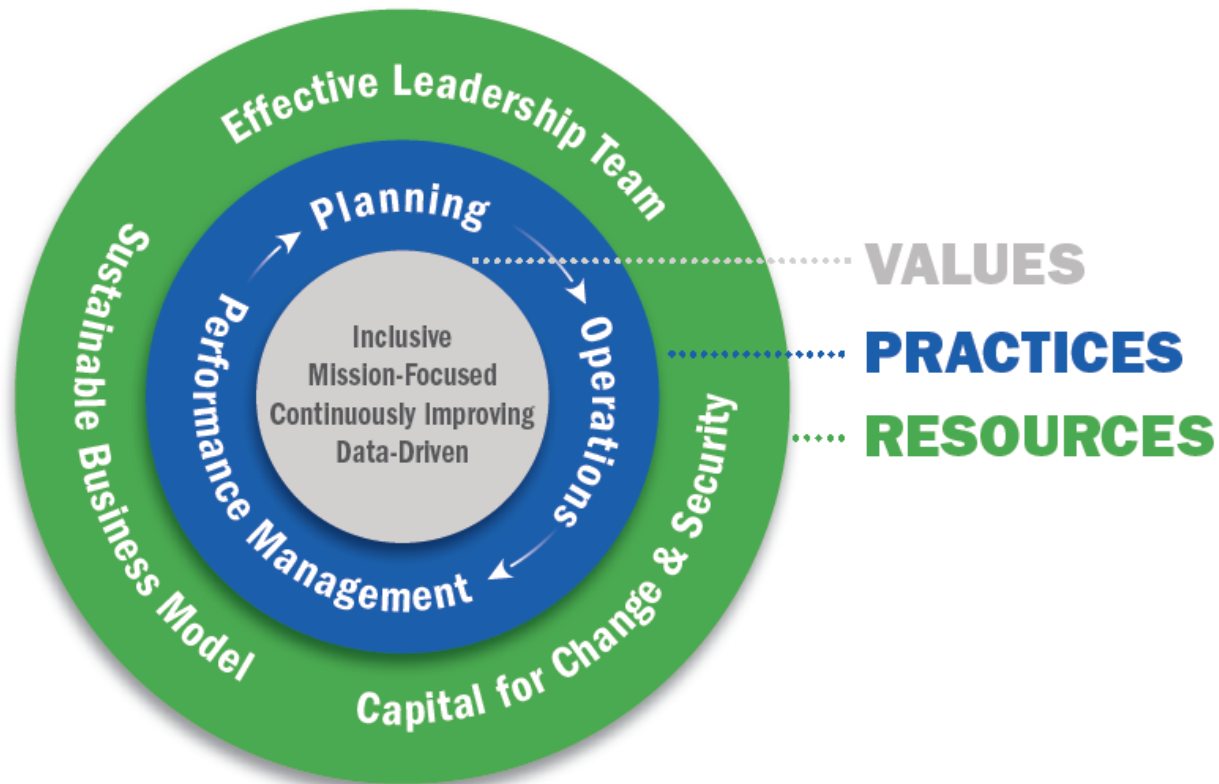 Effective Leadership Team
Capital for Change & Security
Sustainable Business Model
Planning
Operations
Performance Management
Inclusive
Mission-Focused
Continuously Improving
Data-Driven
VALUES
PRACTICES
RESOURCES